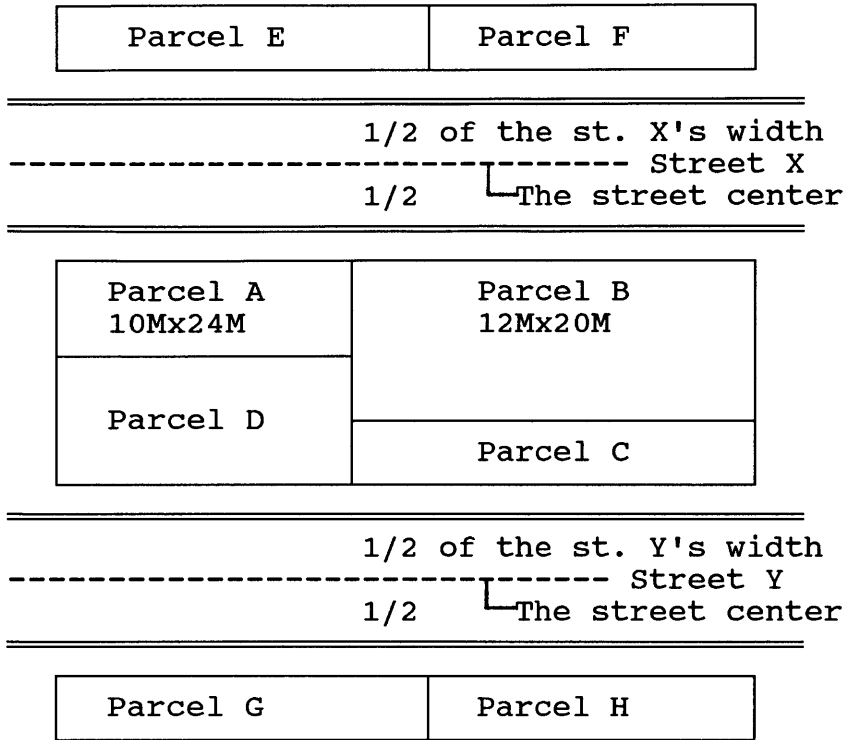 Parcel E Parcel F
1/2 of the st. X's width
Street X
1/2 The street center
Parcel A Parcel B
10Mx24M 12Mx20M
Parcel D
Parcel C
1/2 of the st. Y's width
Street Y
1/2 The street center
Parcel G Parcel H